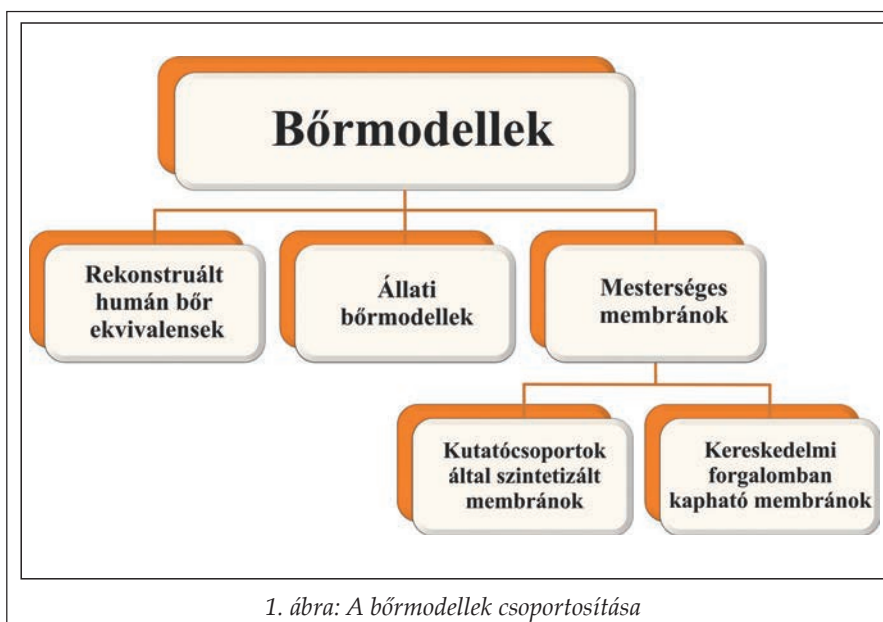 Bőrmodellek
Rekonstruált
humán bőr
ekvivalensek
Állati
bőrmodellek
Mesterséges
membránok
Kutatócsoportok
által szintetizált
membránok
Kereskedelmi
forgalomban
kapható membránok
1. ábra: A bőrmodellek csoportosítása